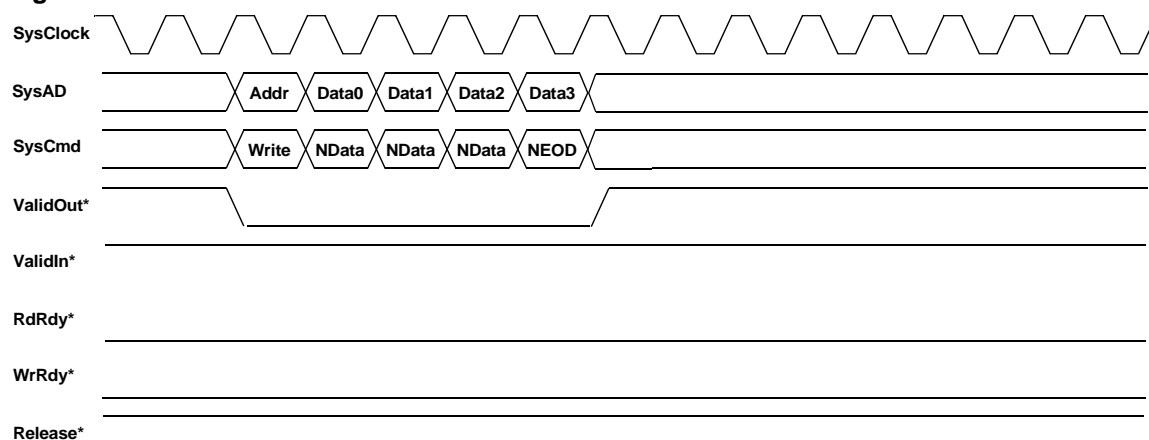 SysClock
SysAD Addr Data0 Data1 Data2 Data3
SysCmd Write NData NData NData NEOD
ValidOut*
ValidIn*
RdRdy*
WrRdy*
Release*